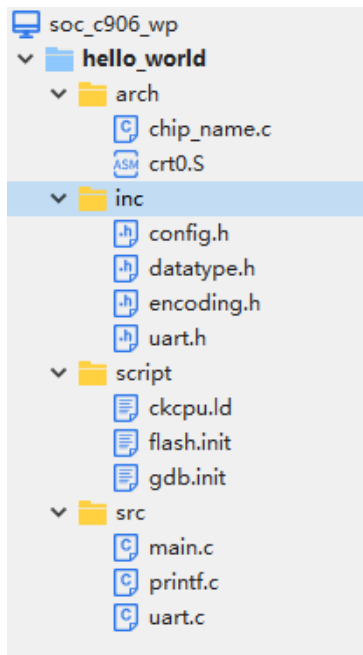 soc_c906_wp
hello_world
arch
chip_name.c
ASM crt0.S
inc
.h config.h
.h datatype.h
.h encoding.h
.h uart.h
script
ckcpu.ld
flash.init
gdb.init
src
C main.c
C printf.c
C uart.c